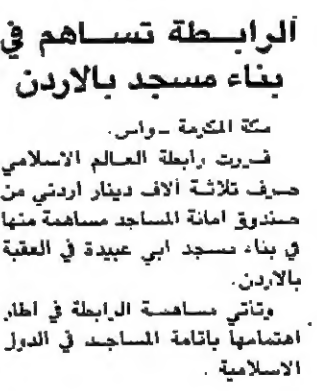 الرابطة تساهم في
بناء مسجد بالاردن
مكة المكرمة - واس.
قررت رابطة العالم الاسلامي
صرف ثلاثة آلاف دينار اردني من
صندوق امانة المساجد مساهمة منها
في بناء مسجد ابي عبيدة في العقبة
بالاردن.
وتأتي مساهمة الرابطة في اطار
اهتمامها باقامة المساجد في الدول
الاسلامية .